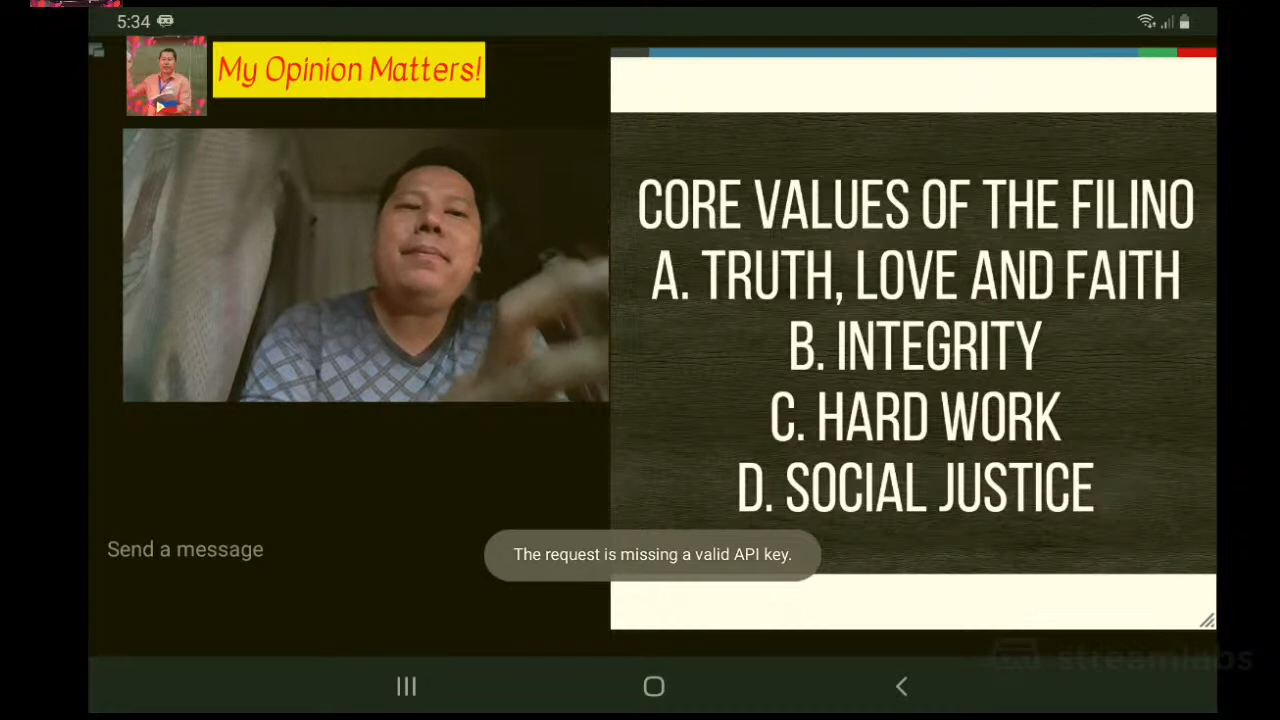 5:34
My Opinion Matters!
CORE VALUES OF THE FILINO
A. TRUTH, LOVE AND FAITH
B. INTEGRITY
C. HARD WORK
D. SOCIAL JUSTICE
Send a message
The request is missing a valid API key.
streamlabs